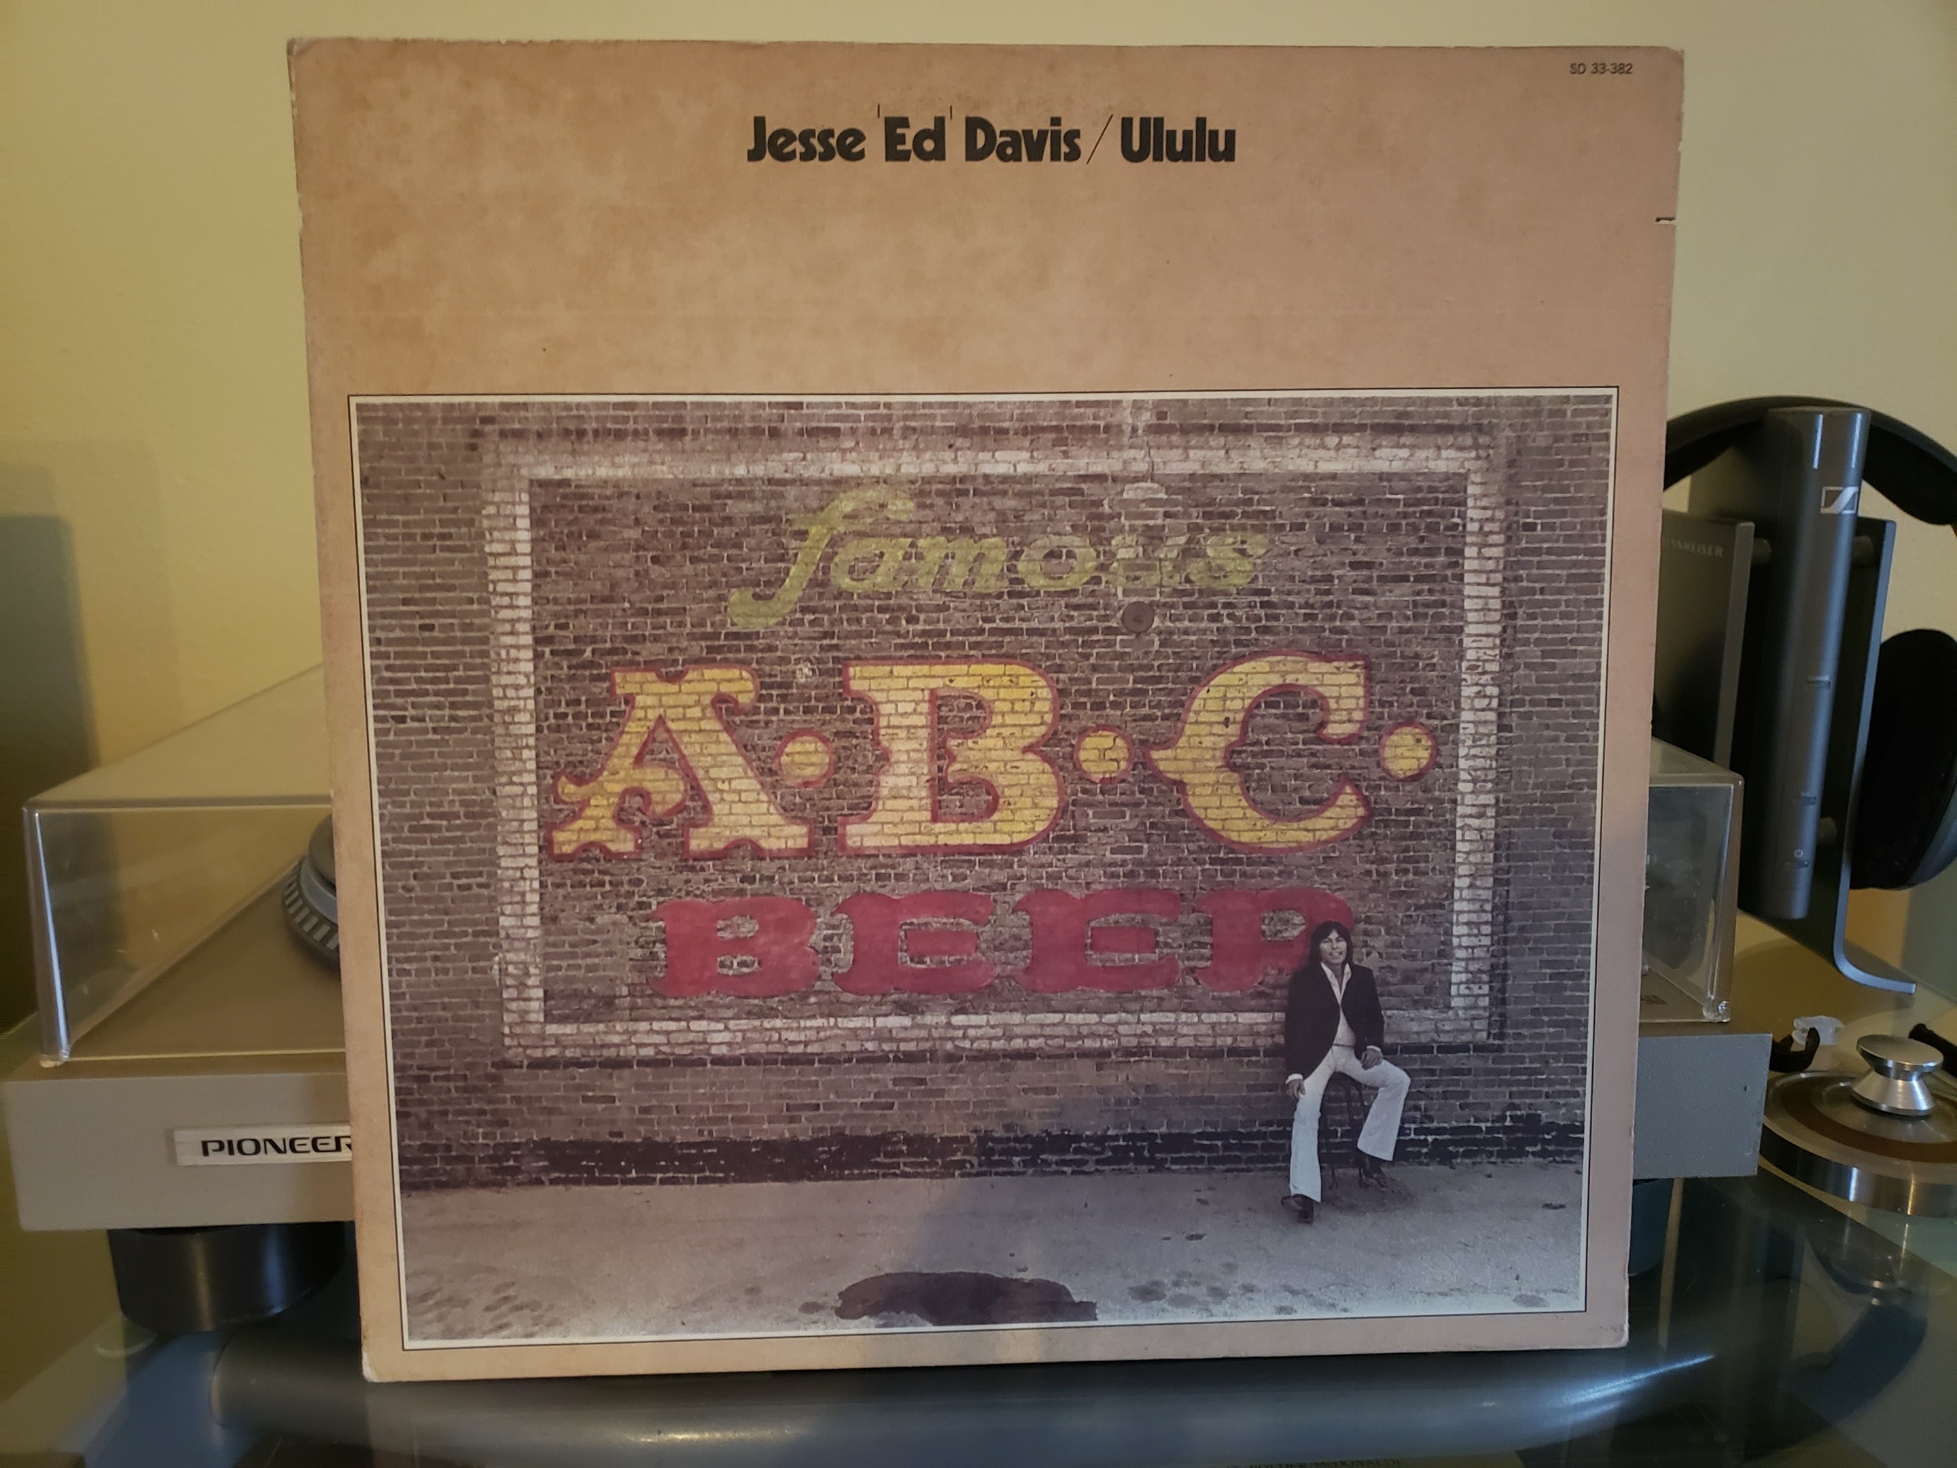 SD 33-382
Jesse 'Ed' Davis / Ululu
famous
A·B·C·
BEER
PIONEER